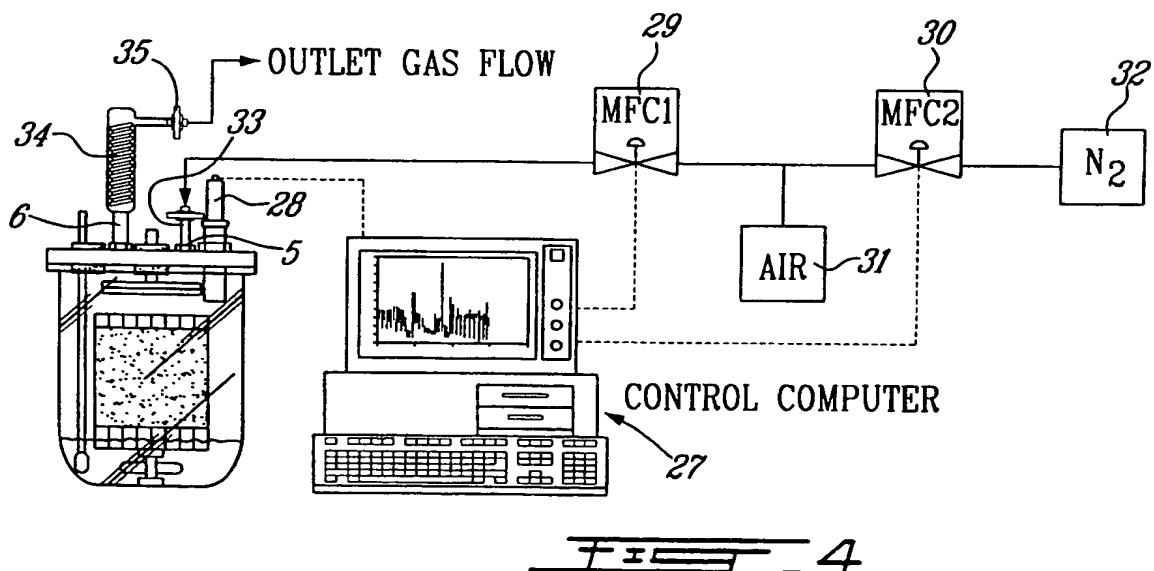 29
30
35
OUTLET GAS FLOW
MFC1
MFC2
32
33
34
N2
28
6
5
AIR
31
CONTROL COMPUTER
27
FIG. 4